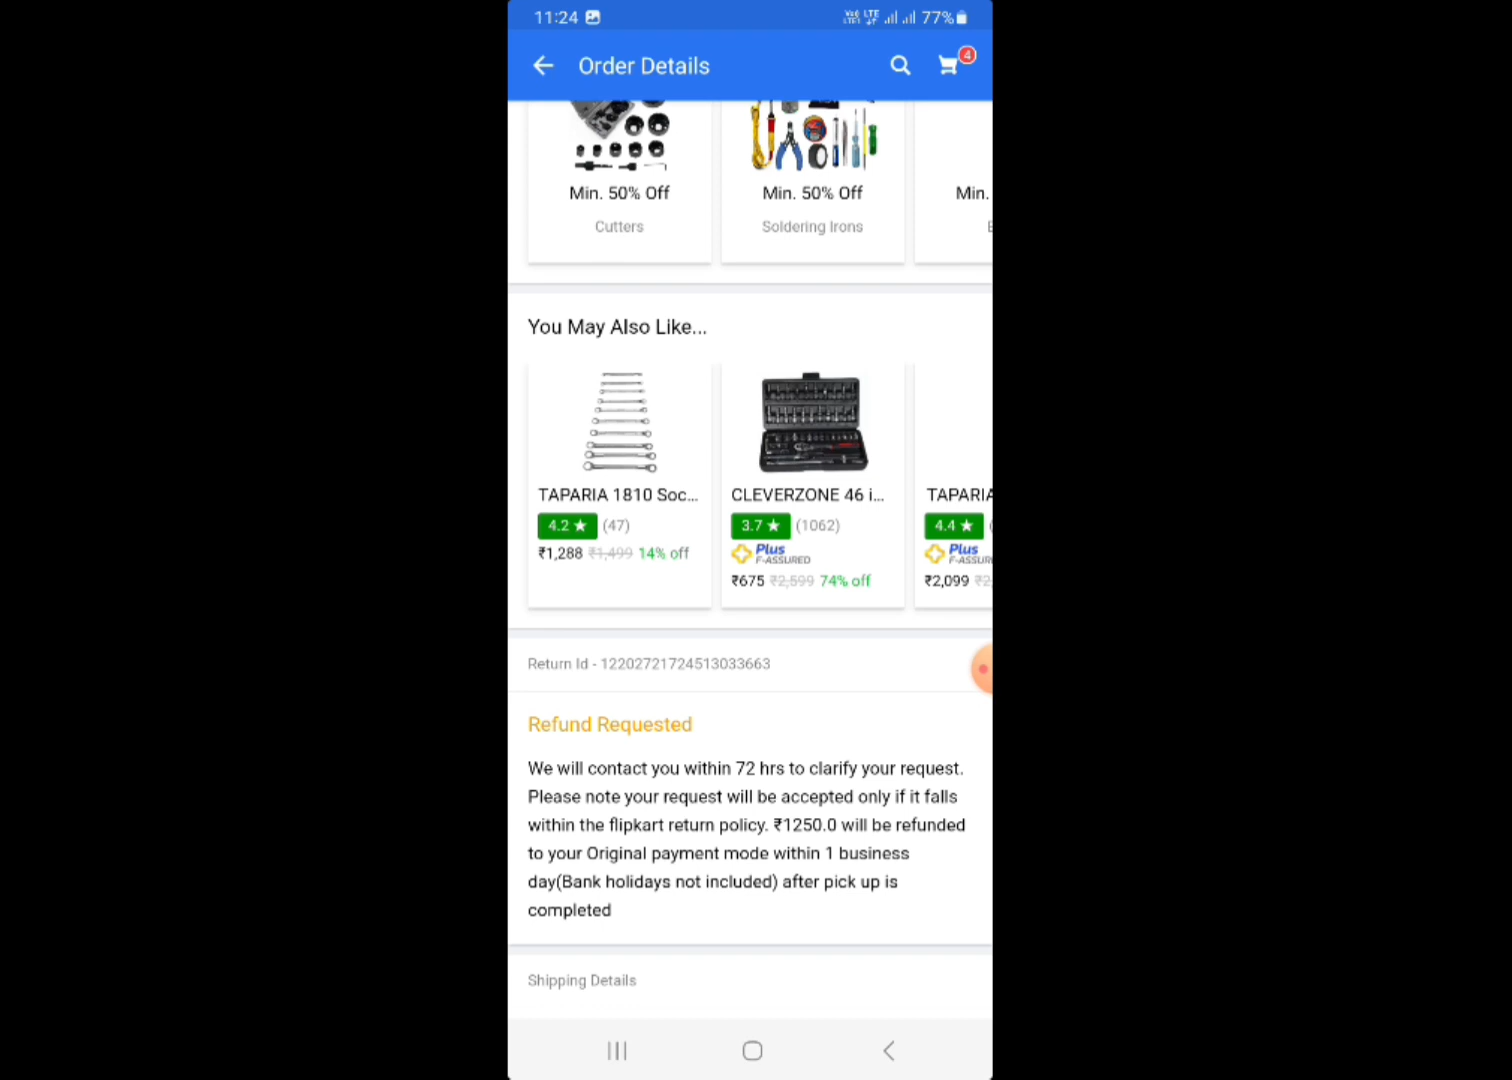 11:24 77%
Order Details 4
Min. 50% Off Min. 50% Off Min.
Cutters Soldering Irons
You May Also Like...
TAPARIA 1810 Soc... CLEVERZONE 46 i... TAPARIA
4.2 ★ (47) 3.7 ★ (1062) 4.4 ★
Plus Plus
F-ASSURED F-ASSUR
₹1,288 ₹1,499 14% off
₹675 ₹2,599 74% off ₹2,099
Return Id - 12202721724513033663
Refund Requested
We will contact you within 72 hrs to clarify your request.
Please note your request will be accepted only if it falls
within the flipkart return policy. ₹1250.0 will be refunded
to your Original payment mode within 1 business
day(Bank holidays not included) after pick up is
completed
Shipping Details